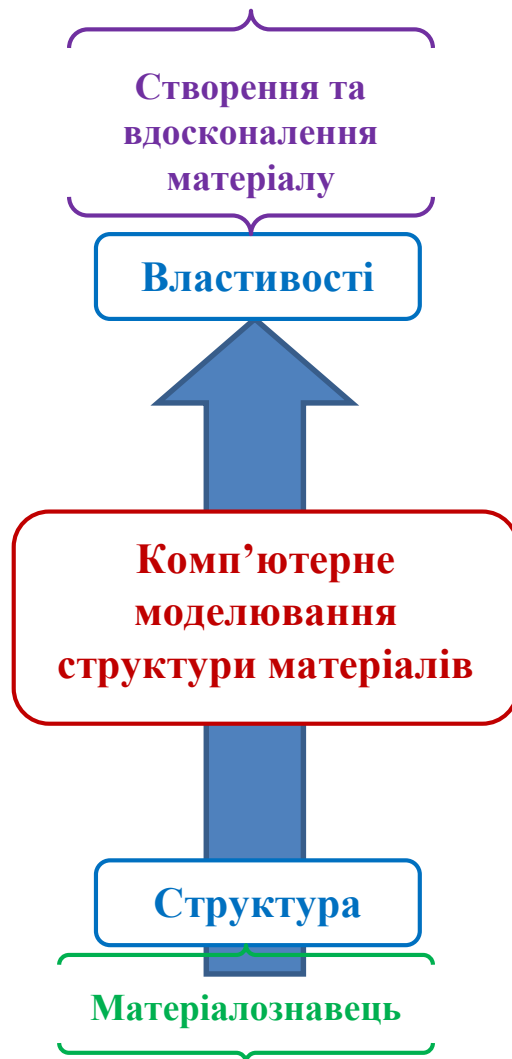 Створення та
вдосконалення
матеріалу
Властивості
Комп’ютерне
моделювання
структури матеріалів
Структура
Матеріалознавець